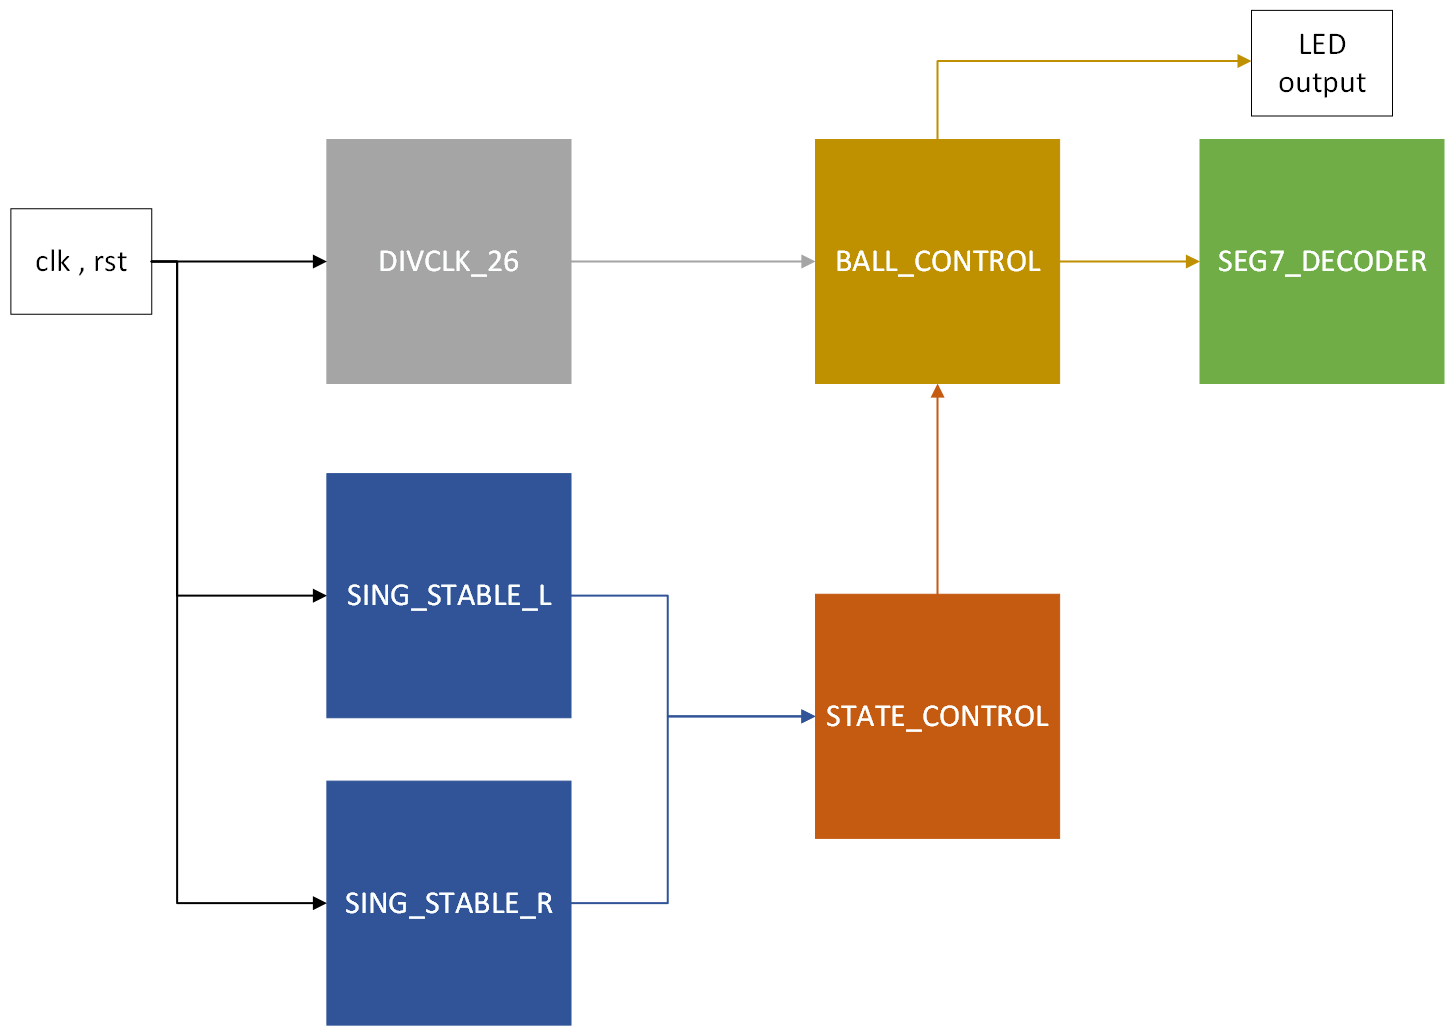 LED
output
clk , rst
DIVCLK_26
BALL_CONTROL
SEG7_DECODER
SING_STABLE_L
STATE_CONTROL
SING_STABLE_R